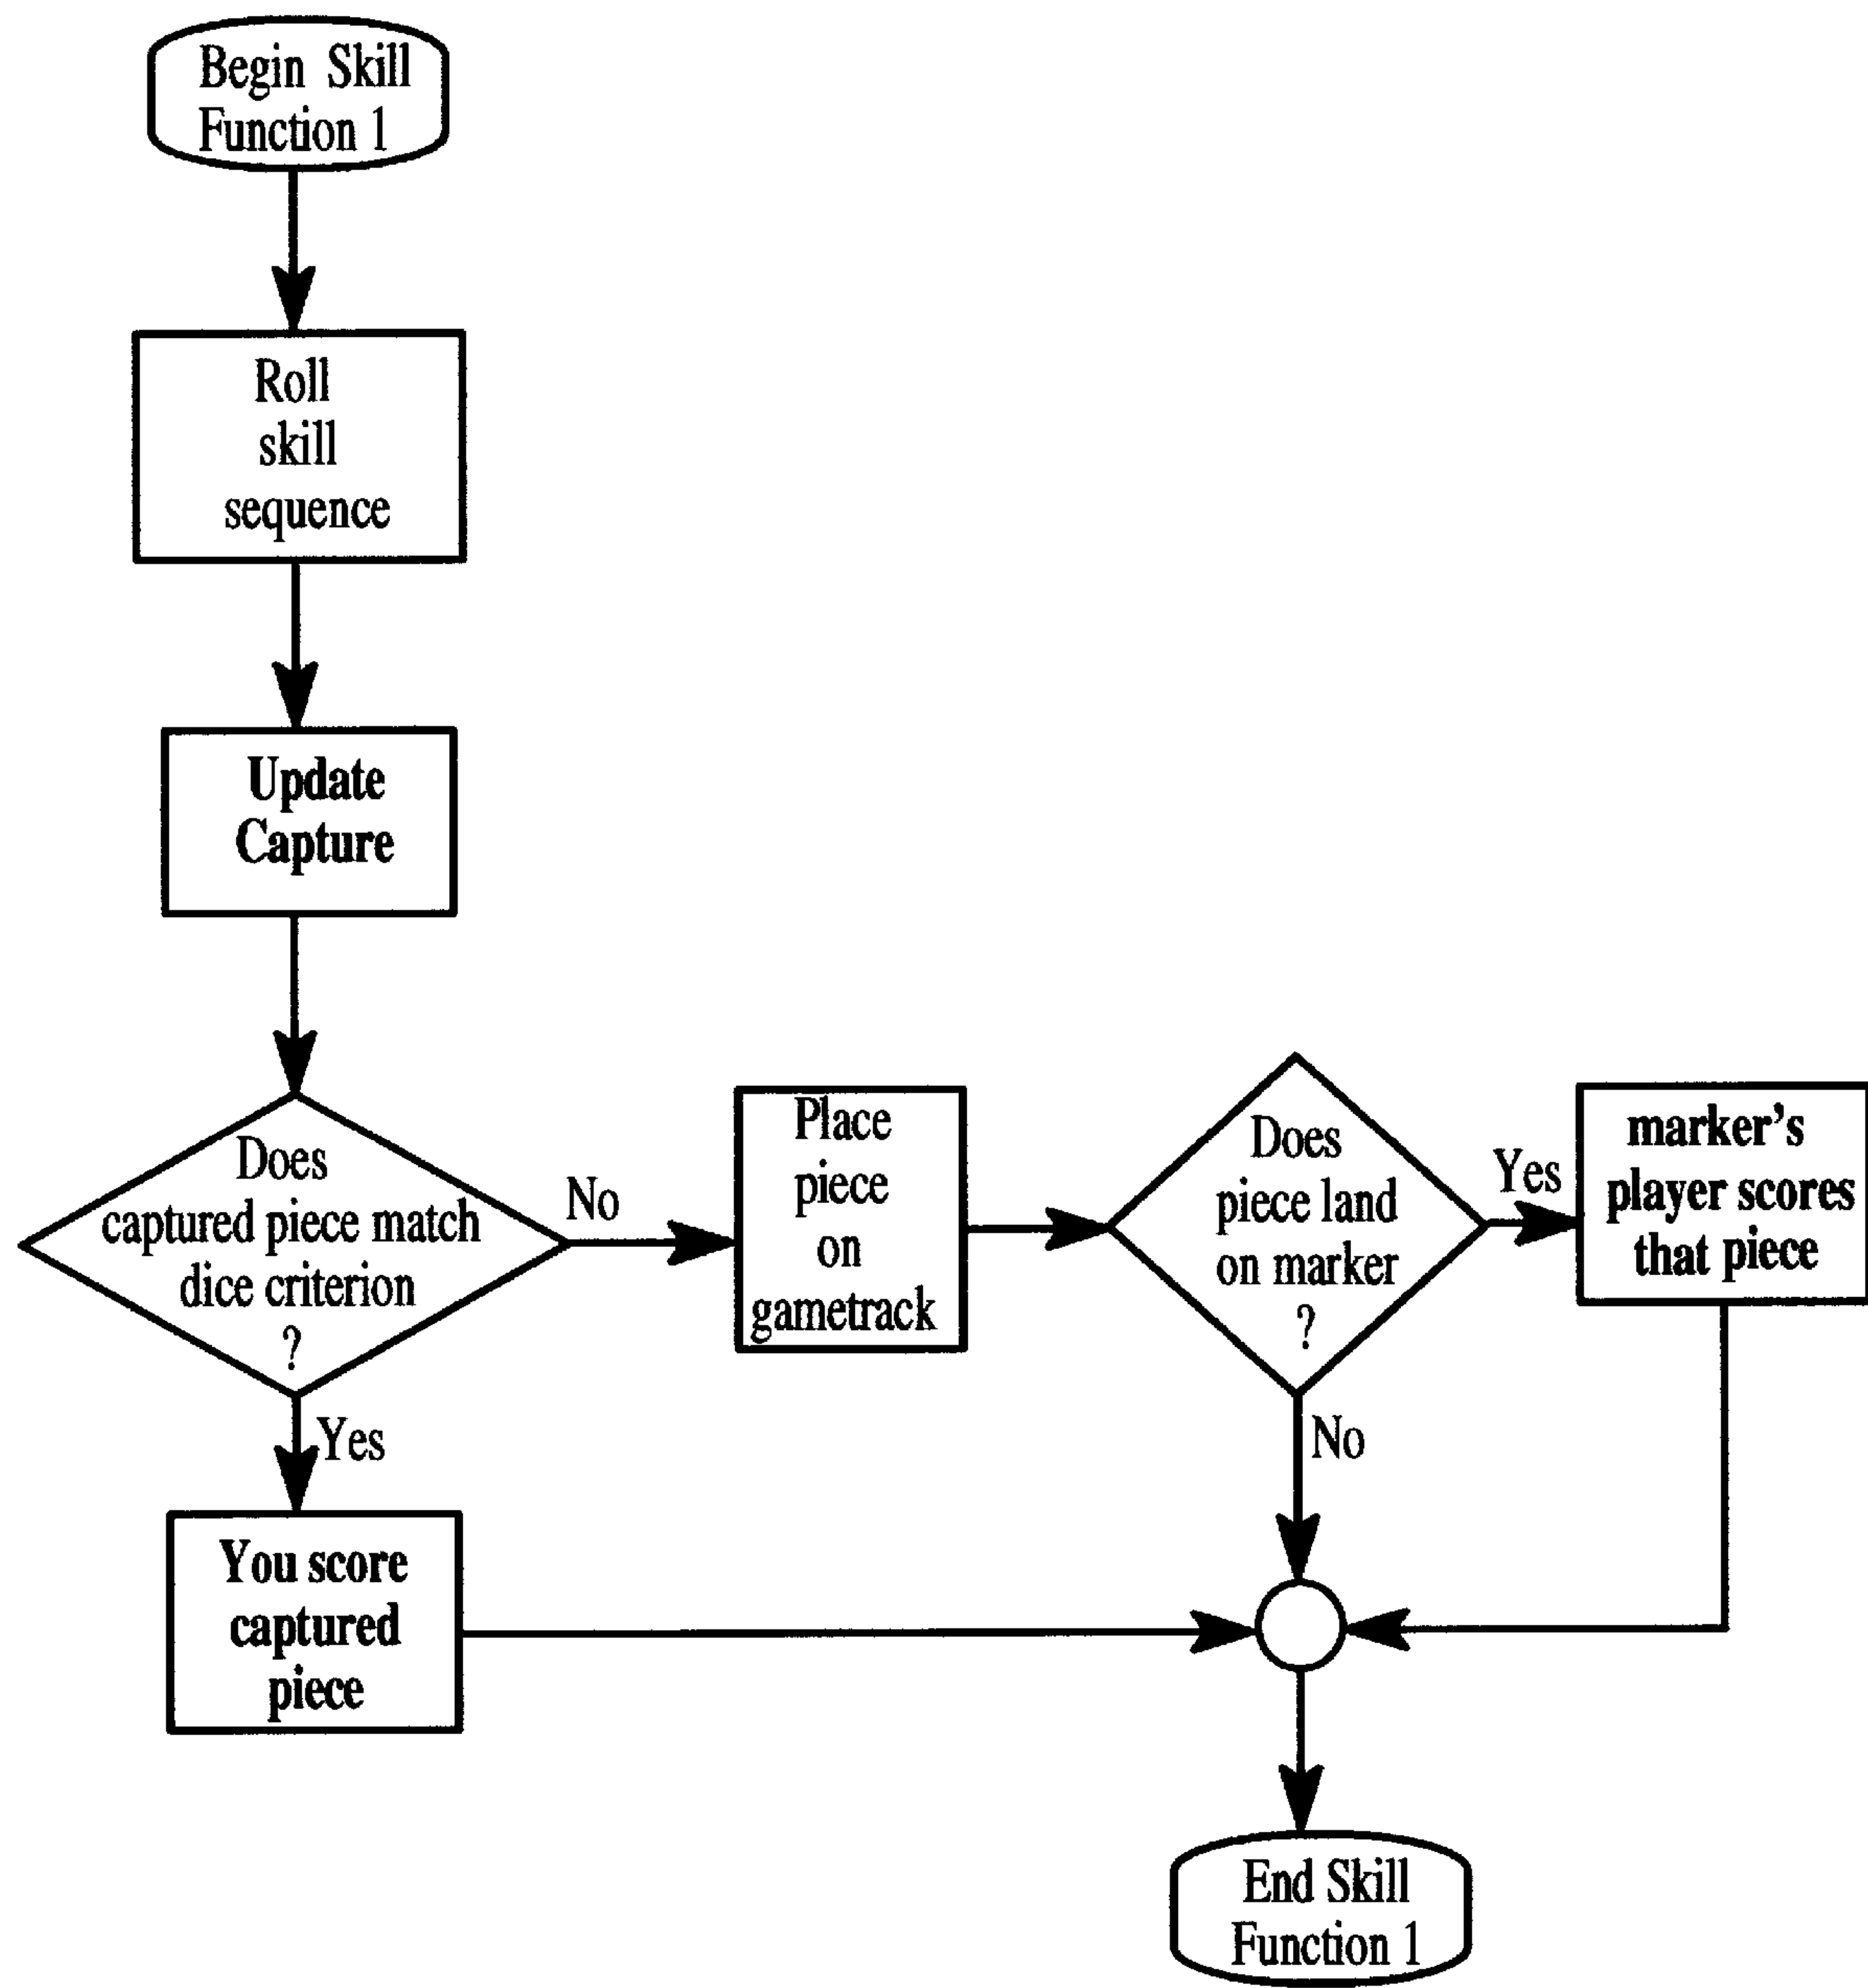 Begin Skill
Function 1
Roll
skill
sequence
Update
Capture
Does
captured piece match
dice criterion
?
No
Place
piece
on
gametrack
Does
piece land
on marker
?
Yes
marker's
player scores
that piece
Yes
No
You score
captured
piece
End Skill
Function 1